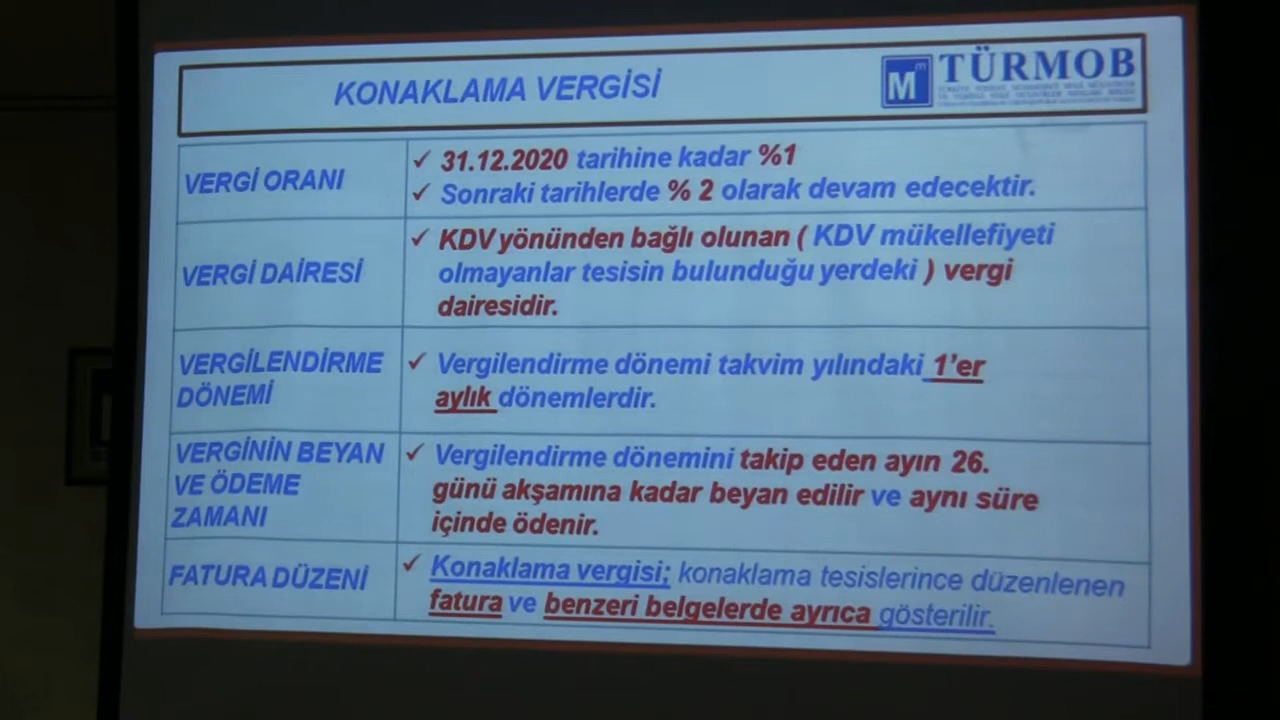 KONAKLAMA VERGİSİ
M
TÜRMOB
VERGİ ORANI
✓ 31.12.2020 tarihine kadar %1
✓ Sonraki tarihlerde % 2 olarak devam edecektir.
VERGİ DAİRESİ
✓ KDV yönünden bağlı olunan ( KDV mükellefiyeti
olmayanlar tesisin bulunduğu yerdeki ) vergi
dairesidir.
VERGİLENDİRME
DÖNEMİ
✓ Vergilendirme dönemi takvim yılındaki 1’er
aylık dönemlerdir.
VERGİNİN BEYAN
VE ÖDEME
ZAMANI
✓ Vergilendirme dönemini takip eden ayın 26.
günü akşamına kadar beyan edilir ve aynı süre
içinde ödenir.
FATURA DÜZENİ
✓ Konaklama vergisi; konaklama tesislerince düzenlenen
fatura ve benzeri belgelerde ayrıca gösterilir.